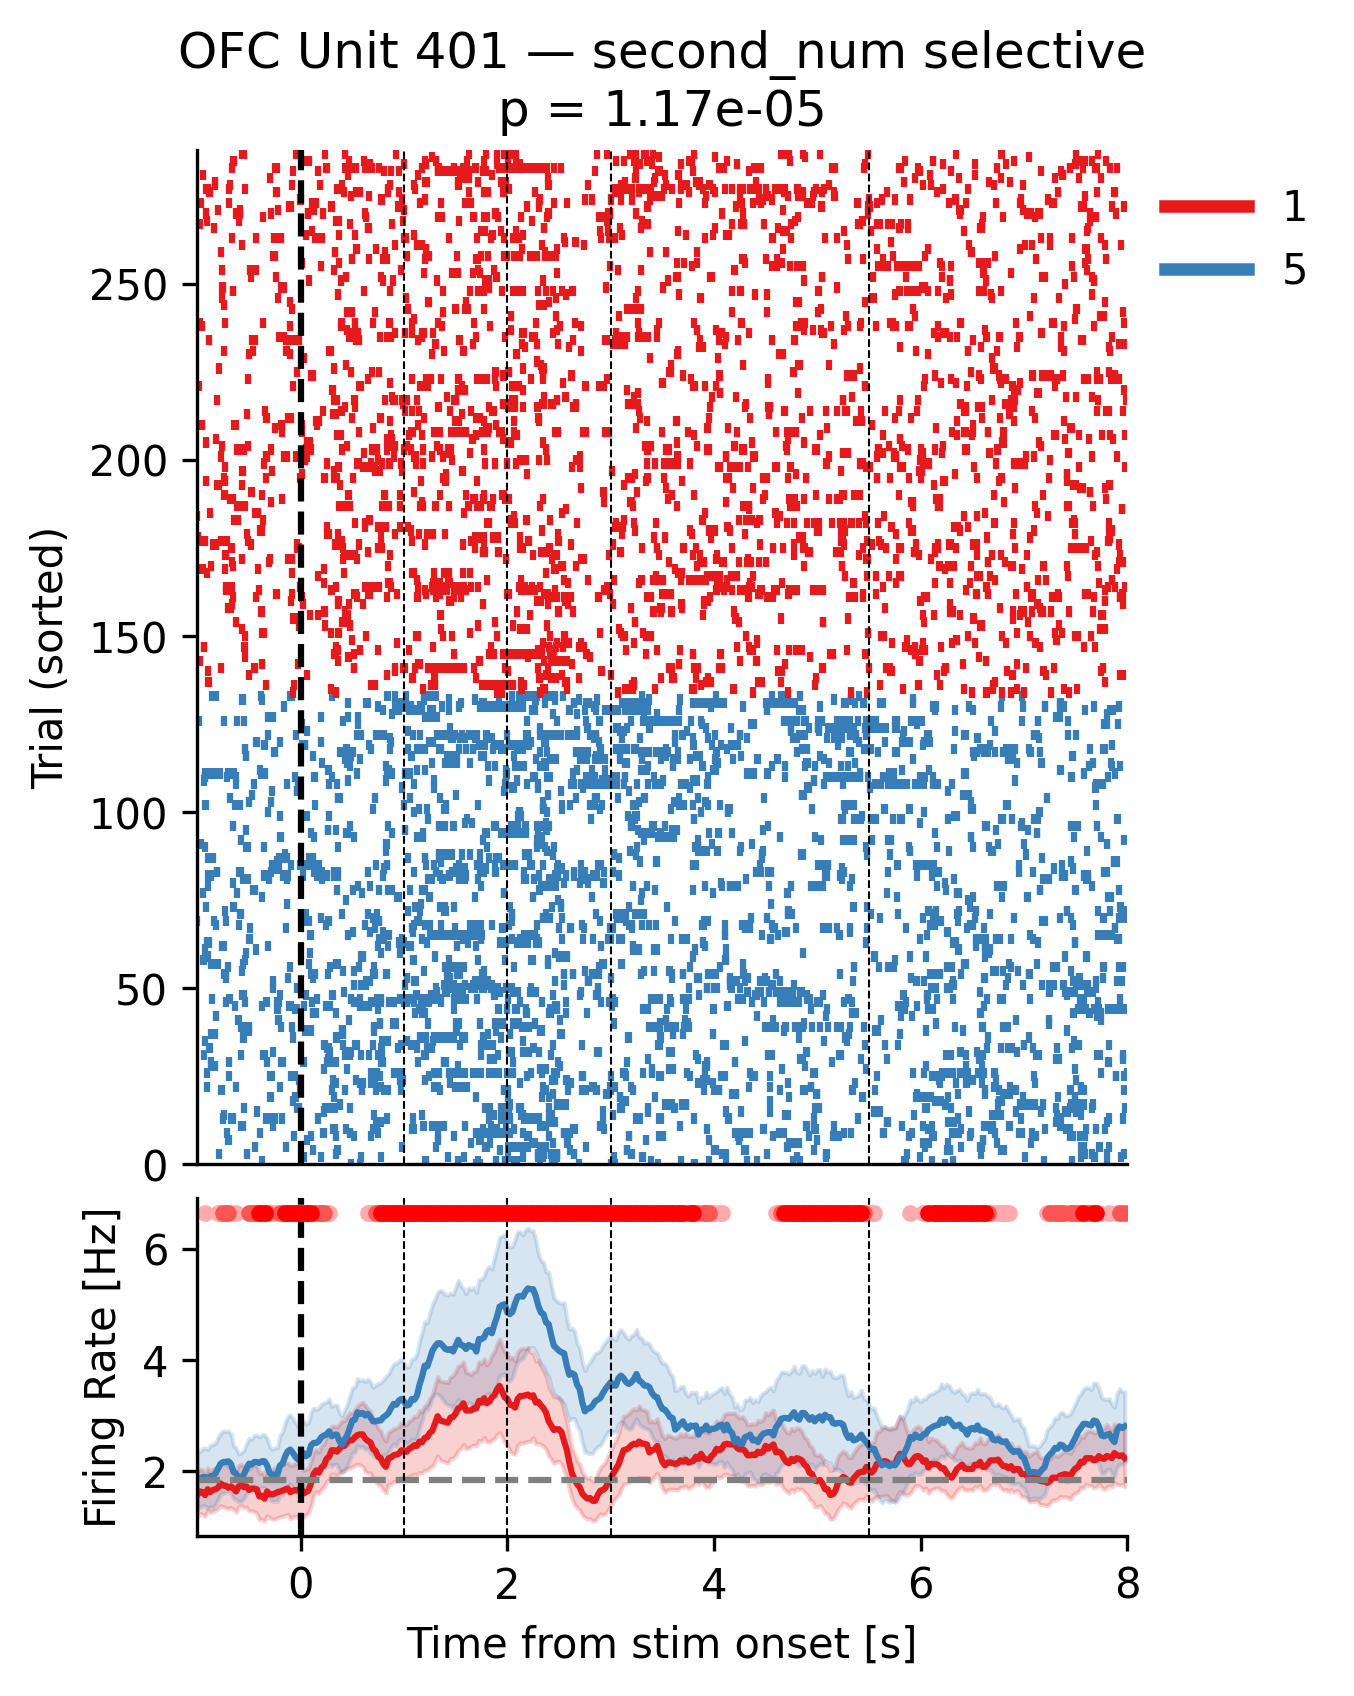 OFC Unit 401 — second_num selective
p = 1.17e-05
1
5
Trial (sorted)
250
200
150
100
50
0
Firing Rate [Hz]
6
4
2
0 2 4 6 8
Time from stim onset [s]